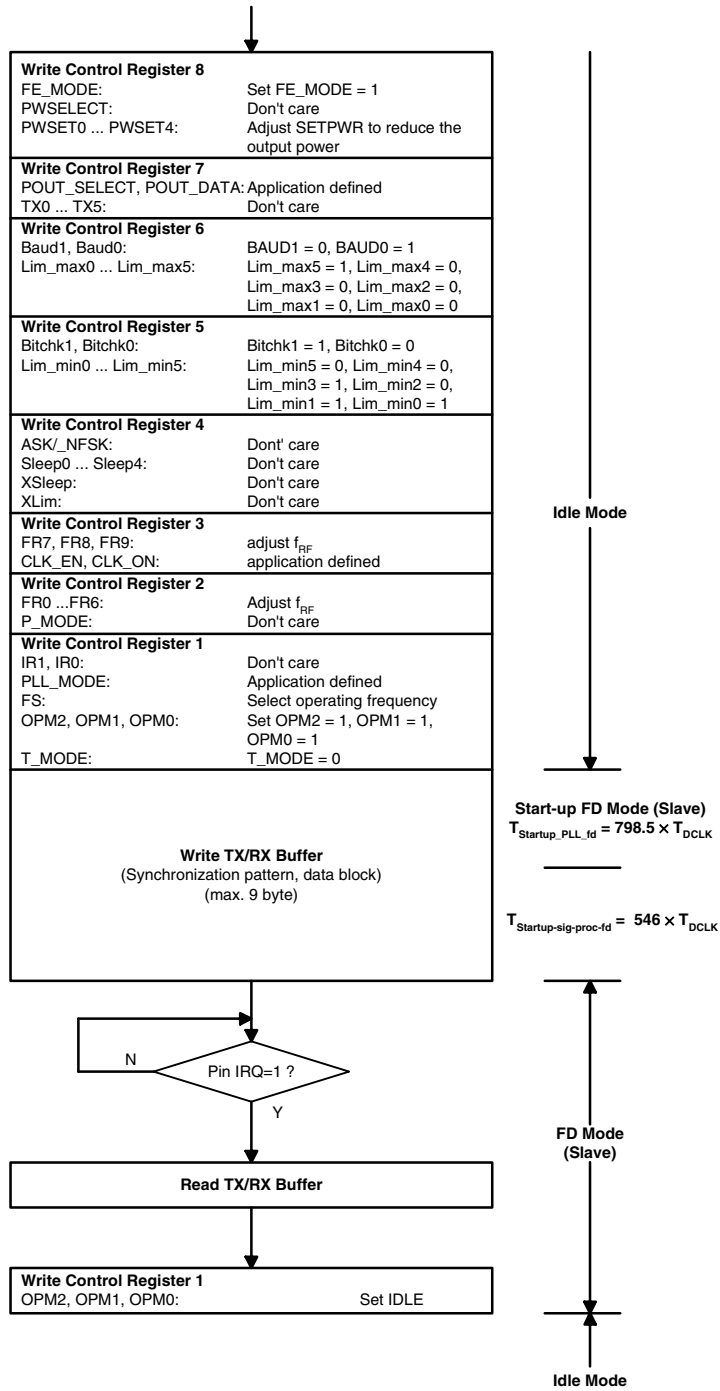 Write Control Register 8
FE_MODE: Set FE_MODE = 1
PWSELECT: Don't care
PWSET0 ... PWSET4: Adjust SETPWR to reduce the
output power
Write Control Register 7
POUT_SELECT, POUT_DATA: Application defined
TX0 ... TX5: Don't care
Write Control Register 6
Baud1, Baud0: BAUD1 = 0, BAUD0 = 1
Lim_max0 ... Lim_max5: Lim_max5 = 1, Lim_max4 = 0,
Lim_max3 = 0, Lim_max2 = 0,
Lim_max1 = 0, Lim_max0 = 0
Write Control Register 5
Bitchk1, Bitchk0: Bitchk1 = 1, Bitchk0 = 0
Lim_min0 ... Lim_min5: Lim_min5 = 0, Lim_min4 = 0,
Lim_min3 = 1, Lim_min2 = 0,
Lim_min1 = 1, Lim_min0 = 1
Write Control Register 4
ASK/_NFSK: Dont' care
Sleep0 ... Sleep4: Don't care
XSleep: Don't care
XLim: Don't care
Idle Mode
Write Control Register 3
FR7, FR8, FR9: adjust fRF
CLK_EN, CLK_ON: application defined
Write Control Register 2
FR0 ...FR6: Adjust fRF
P_MODE: Don't care
Write Control Register 1
IR1, IR0: Don't care
PLL_MODE: Application defined
FS: Select operating frequency
OPM2, OPM1, OPM0: Set OPM2 = 1, OPM1 = 1,
OPM0 = 1
T_MODE: T_MODE = 0
Start-up FD Mode (Slave)
TStartup_PLL_fd = 798.5 × TDCLK
Write TX/RX Buffer
(Synchronization pattern, data block)
(max. 9 byte)
TStartup-sig-proc-fd = 546 × TDCLK
N
Pin IRQ=1 ?
Y
FD Mode
(Slave)
Read TX/RX Buffer
Write Control Register 1
OPM2, OPM1, OPM0: Set IDLE
Idle Mode